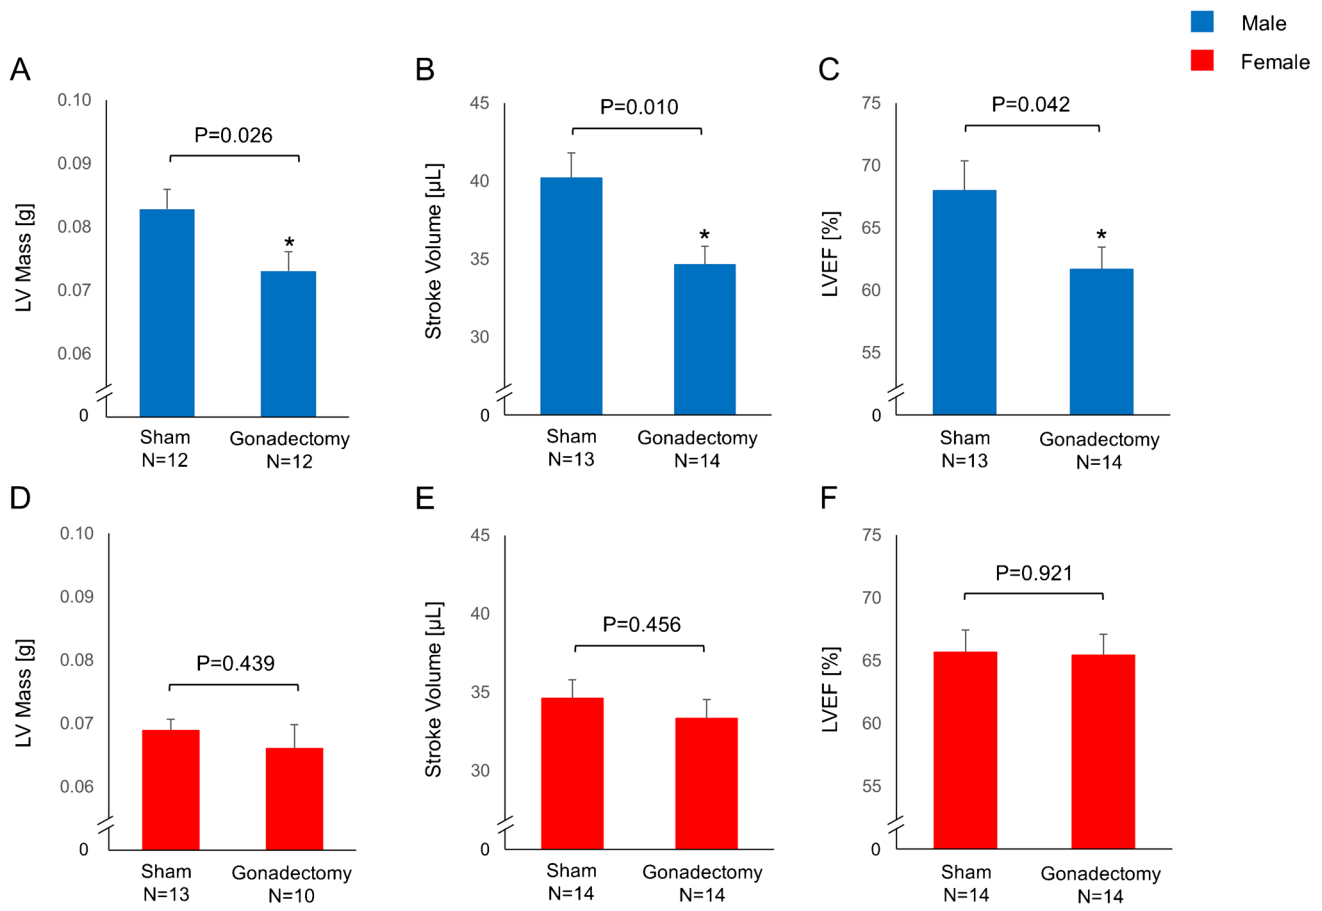 Male
Female
A
LV Mass [g]
0.10
0.09
0.08
0.07
0.06
0
P=0.026
*
Sham
N=12
Gonadectomy
N=12
B
Stroke Volume [µL]
45
40
35
30
0
P=0.010
*
Sham
N=13
Gonadectomy
N=14
C
LVEF [%]
75
70
65
60
55
0
P=0.042
*
Sham
N=13
Gonadectomy
N=14
D
LV Mass [g]
0.10
0.09
0.08
0.07
0.06
0
P=0.439
Sham
N=13
Gonadectomy
N=10
E
Stroke Volume [µL]
45
40
35
30
0
P=0.456
Sham
N=14
Gonadectomy
N=14
F
LVEF [%]
75
70
65
60
55
0
P=0.921
Sham
N=14
Gonadectomy
N=14